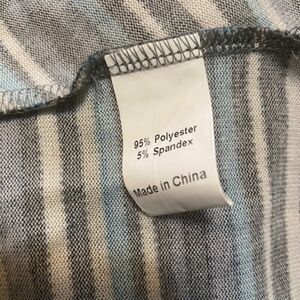 95% Polyester
5% Spandex
Made in China